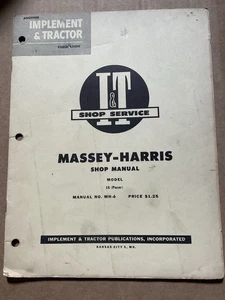 IMPLEMENT
& TRACTOR
I&T
SHOP SERVICE
MASSEY-HARRIS
SHOP MANUAL
MODEL
16 (Pacer)
MANUAL NO. MH-6 PRICE $1.25
IMPLEMENT & TRACTOR PUBLICATIONS, INCORPORATED
KANSAS CITY 5, MO.